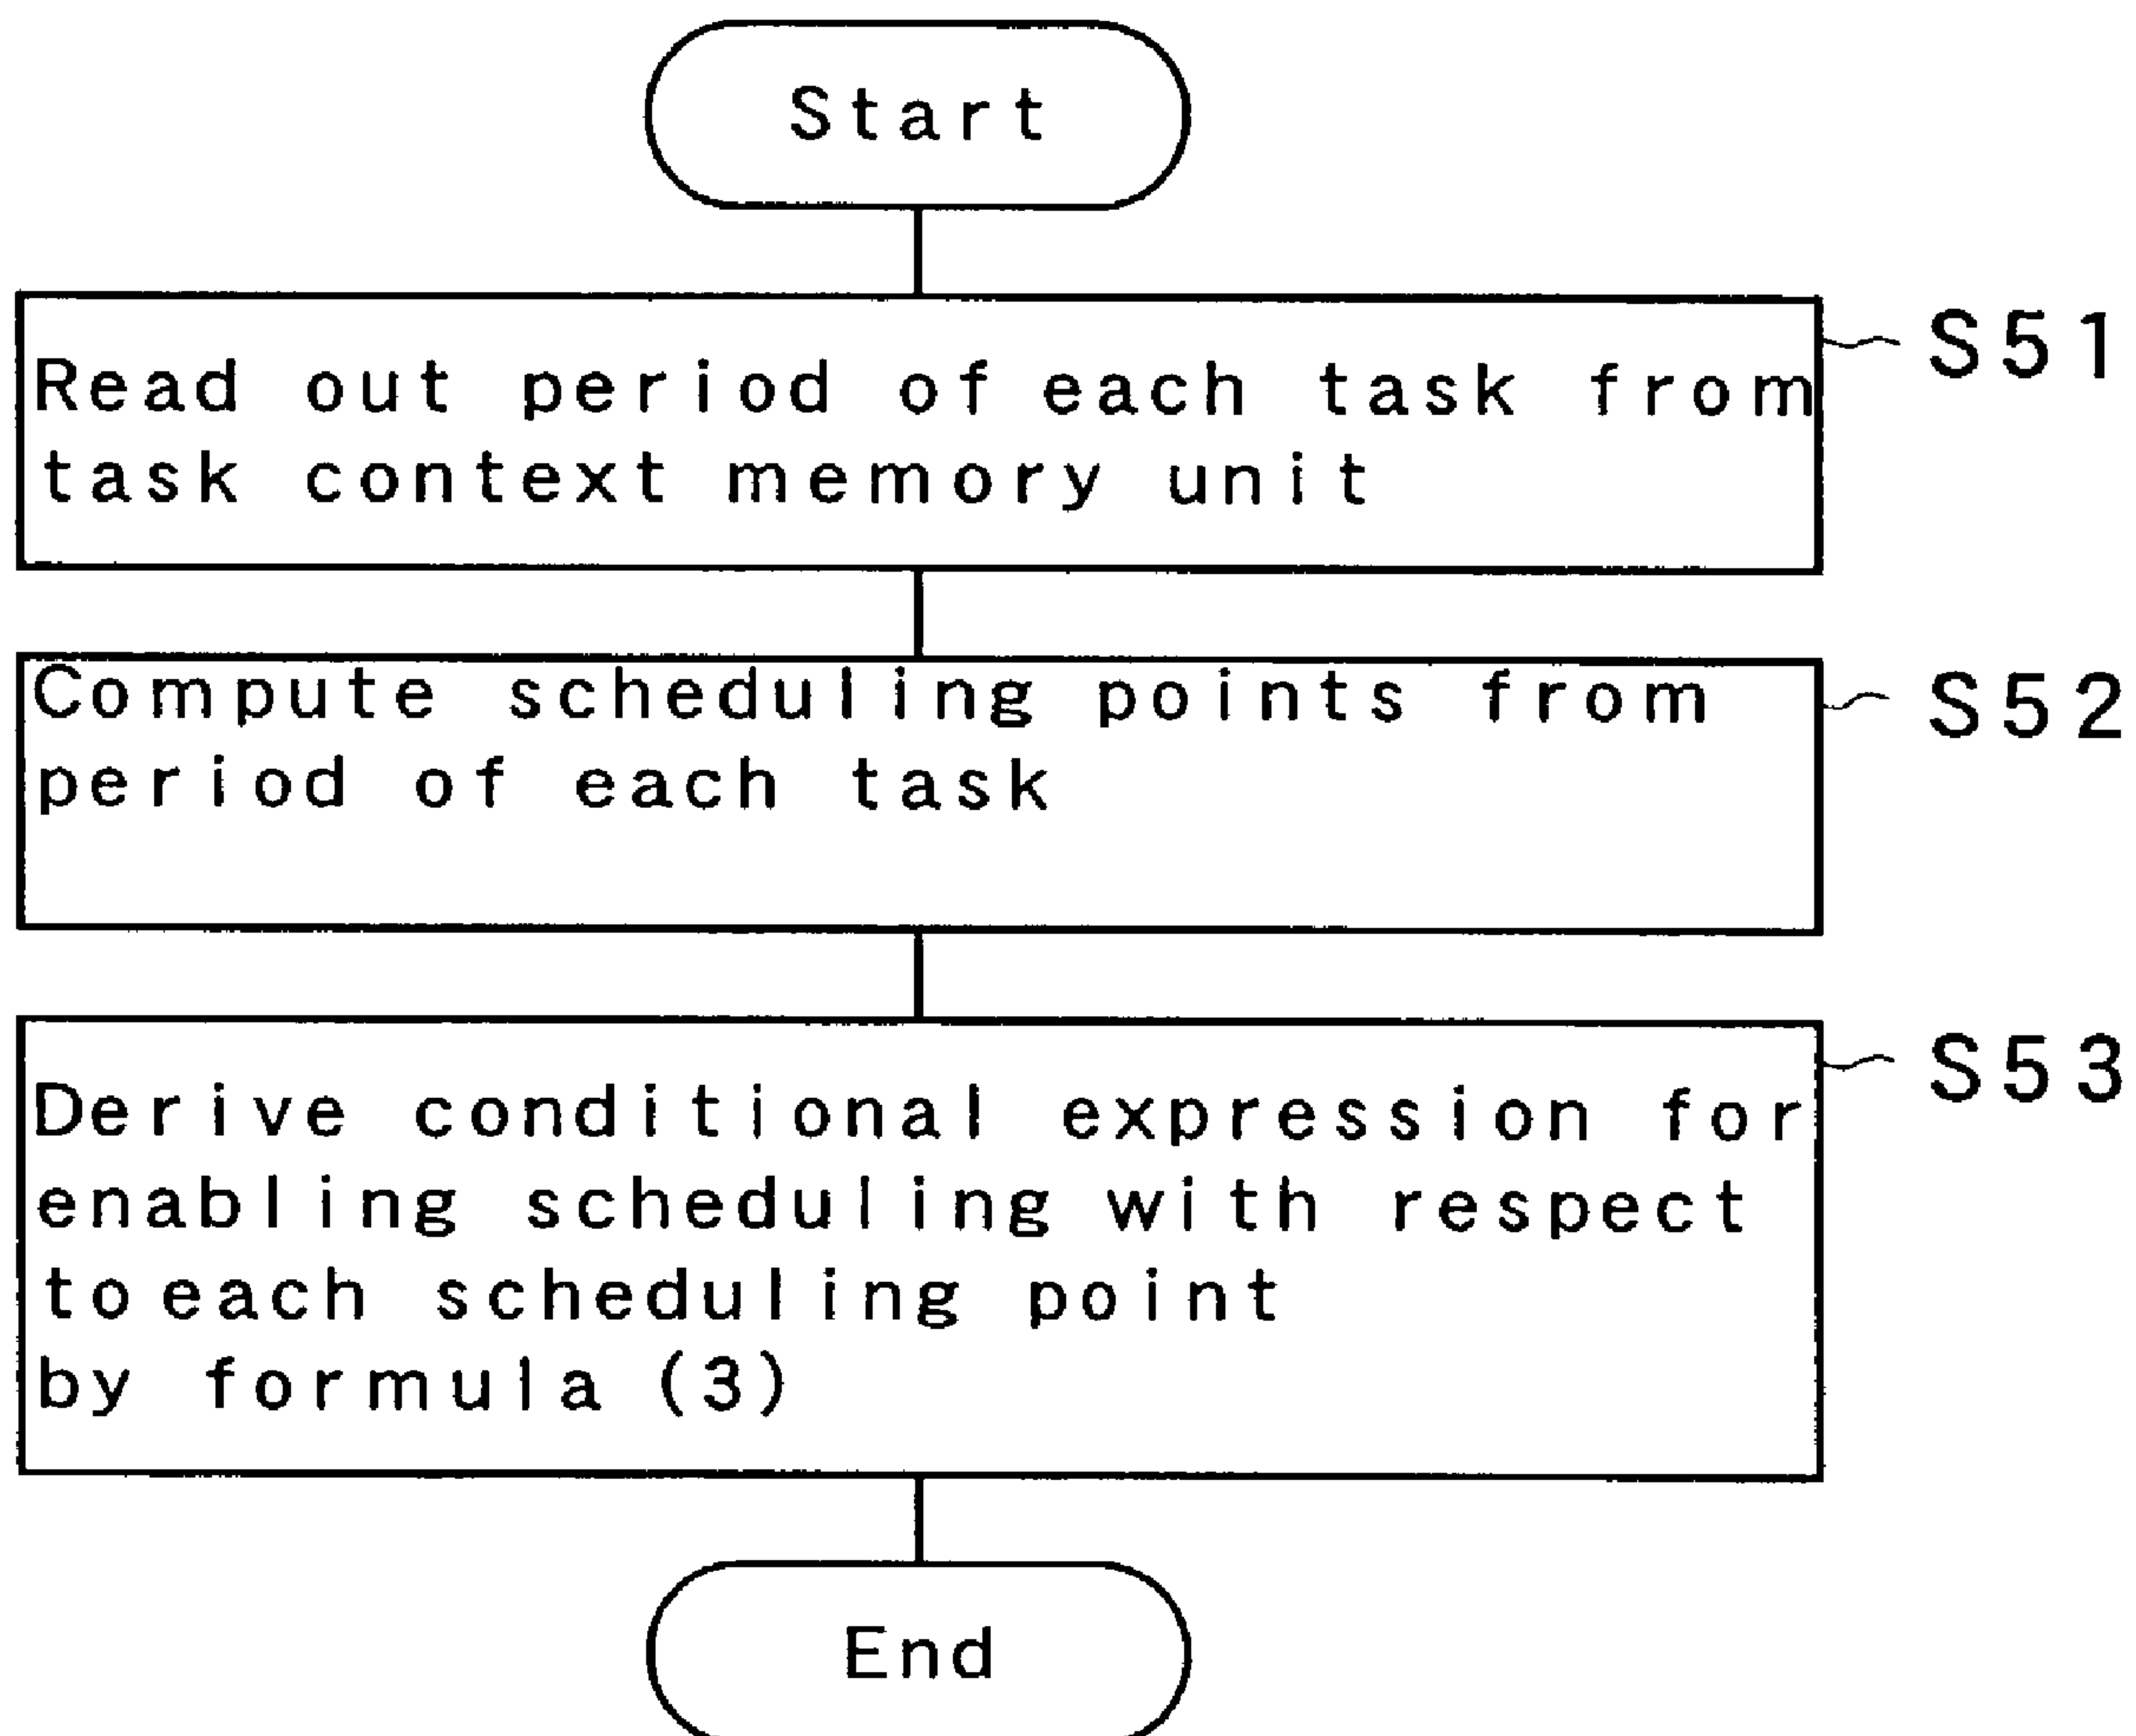 Start
Read out period of each task from
task context memory unit
S51
Compute scheduling points from
period of each task
S52
Derive conditional expression for
enabling scheduling with respect
to each scheduling point
by formula (3)
S53
End